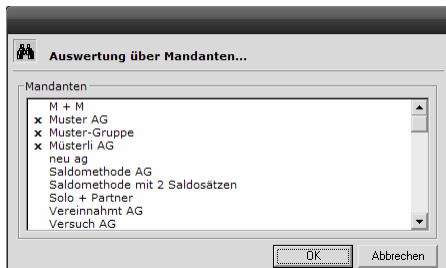 Auswertung über Mandanten...
Mandanten
M + M
x Muster AG
x Muster-Gruppe
x Müsterli AG
neu ag
Saldomethode AG
Saldomethode mit 2 Saldosätzen
Solo + Partner
Vereinnahmt AG
Versuch AG
OK
Abbrechen